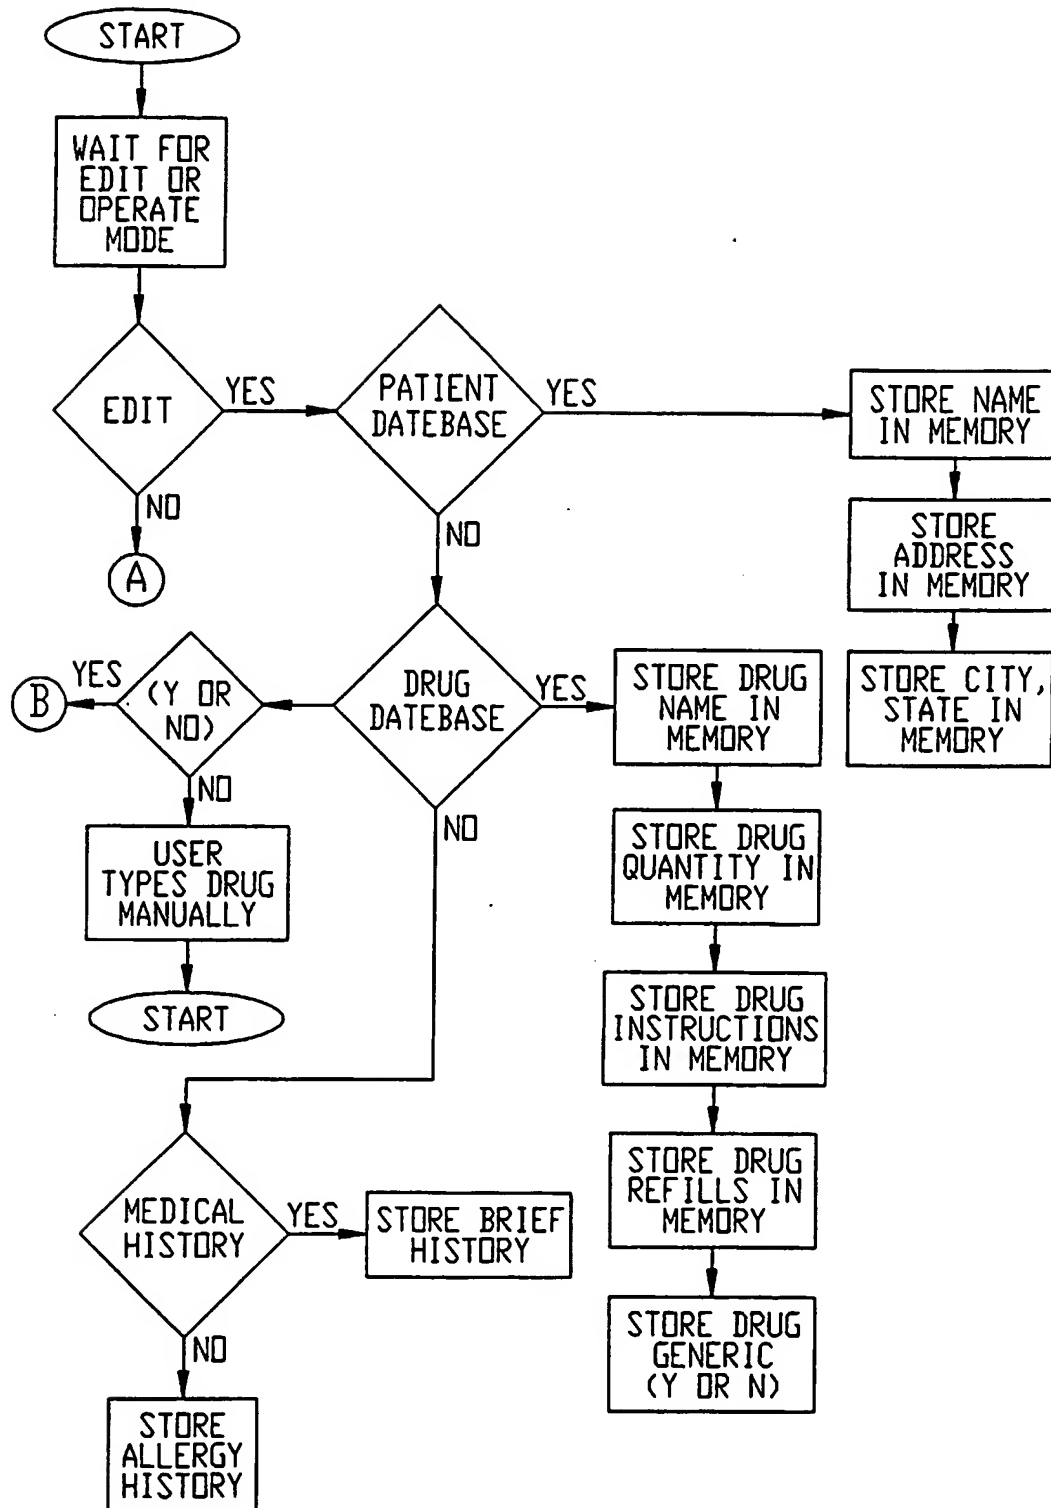 START
WAIT FOR
EDIT OR
OPERATE
MODE
EDIT
YES
NO
A
PATIENT
DATEBASE
YES
NO
STORE NAME
IN MEMORY
STORE
ADDRESS
IN MEMORY
STORE CITY,
STATE IN
MEMORY
DRUG
DATEBASE
YES
NO
(Y OR
NO)
YES
B
NO
USER
TYPES DRUG
MANUALLY
START
STORE DRUG
NAME IN
MEMORY
STORE DRUG
QUANTITY IN
MEMORY
STORE DRUG
INSTRUCTIONS
IN MEMORY
STORE DRUG
REFILLS IN
MEMORY
STORE DRUG
GENERIC
(Y OR N)
MEDICAL
HISTORY
YES
STORE BRIEF
HISTORY
NO
STORE
ALLERGY
HISTORY